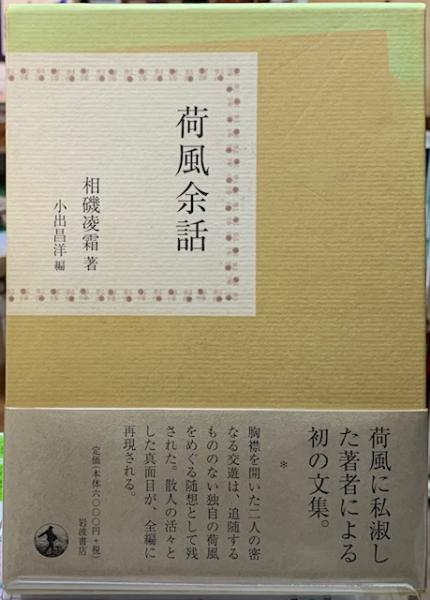 荷風余話
相磯凌霜 著
小出昌洋 編
荷風に私淑し
た著者による
初の文集。
*
胸襟を開いた二人の密
なる交遊は、追随する
もののない独自の荷風
をめぐる随想として残
された。散人の活々と
した真面目が、全編に
再現される。
定価(本体六〇〇〇円+税)
岩波書店